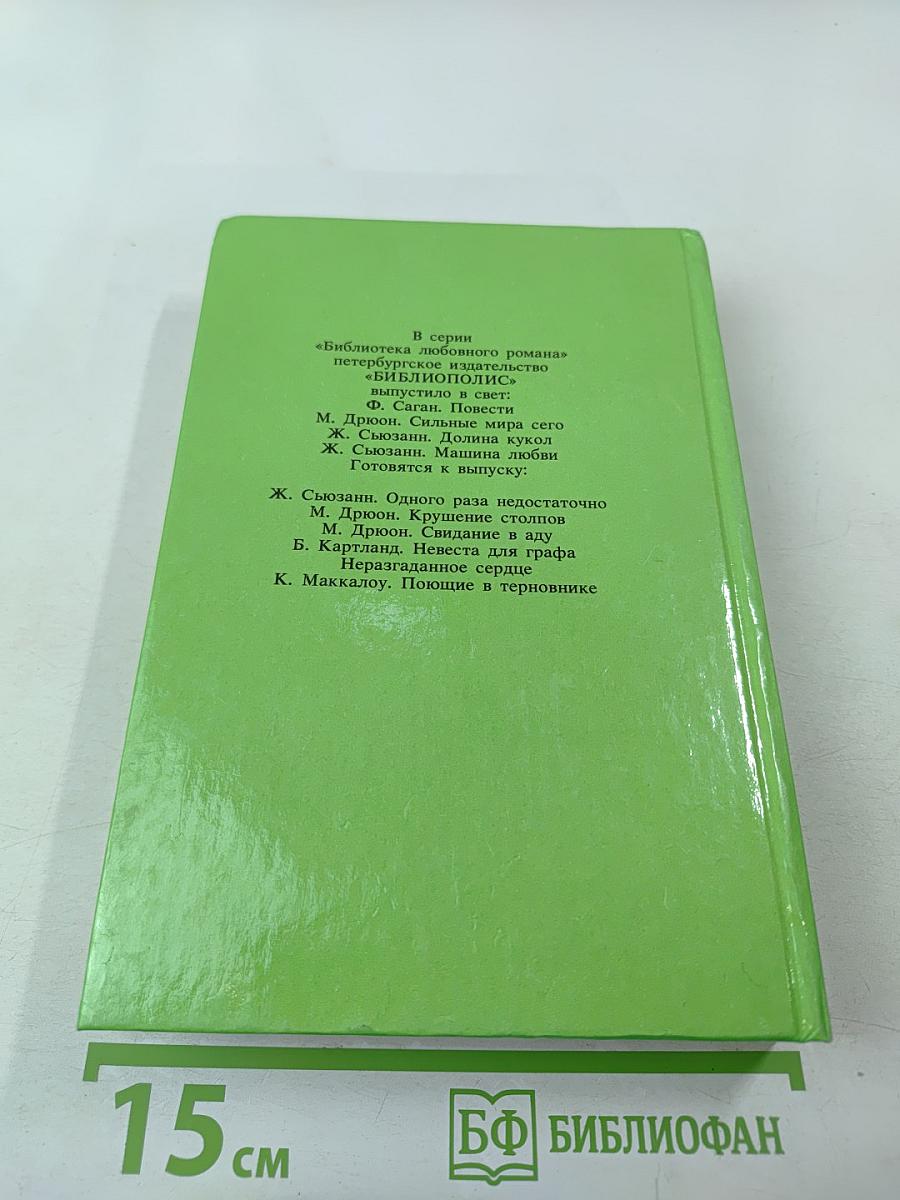 В серии
«Библиотека любовного романа»
петербургское издательство
«БИБЛИОПОЛИС»
выпустило в свет:
Ф. Саган. Повести
М. Дрюон. Сильные мира сего
Ж. Сьюзанн. Долина кукол
Ж. Сьюзанн. Машина любви
Готовятся к выпуску:
Ж. Сьюзанн. Одного раза недостаточно
М. Дрюон. Крушение столпов
М. Дрюон. Свидание в аду
Б. Картланд. Невеста для графа
Неразгаданное сердце
К. Маккалоу. Поющие в терновнике
15 см
БФ БИБЛИОФАН